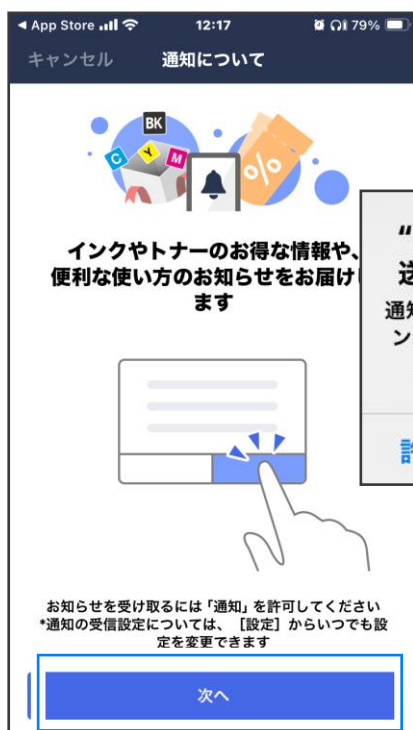 ◀ App Store
12:17
79%
キャンセル
通知について
BK
C
Y
M
%
インクやトナーのお得な情報や、
便利な使い方のお知らせをお届けし
ます
"
送
通知
ン
お知らせを受け取るには「通知」を許可してください
*通知の受信設定については、［設定］からいつでも設
定を変更できます
次へ